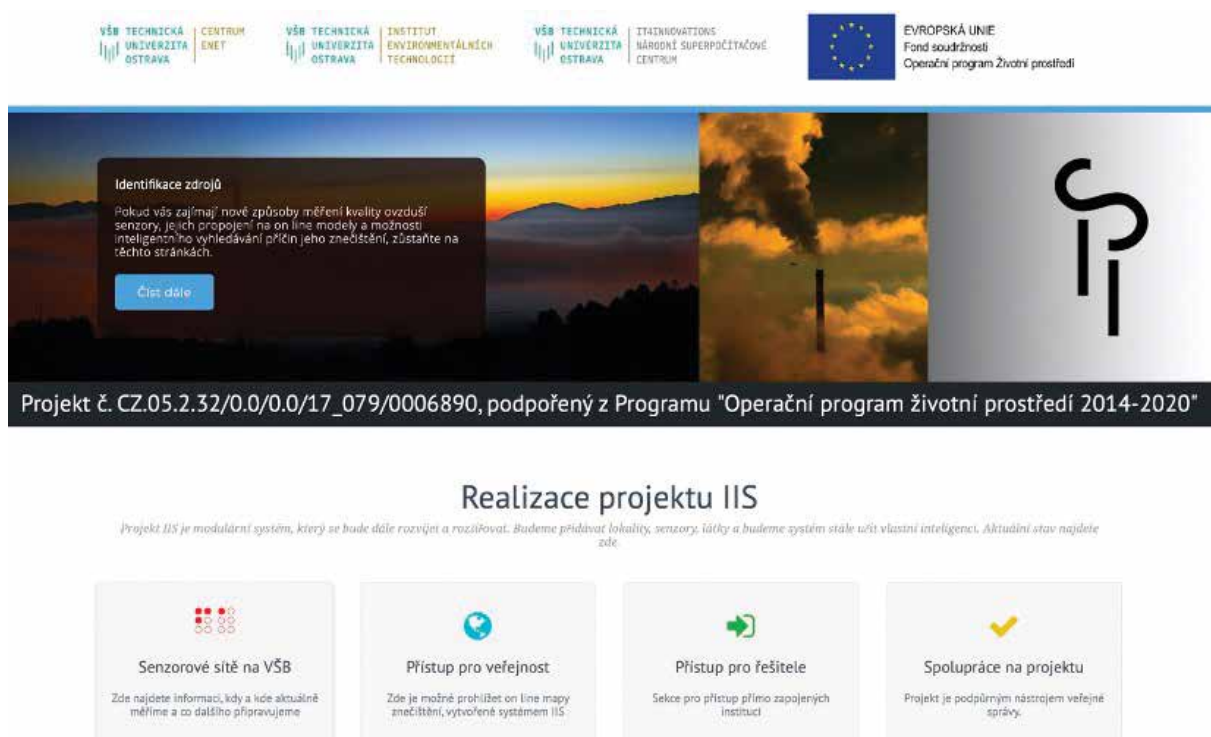 VŠB TECHNICKÁ
UNIVERZITA
OSTRAVA
CENTRUM
ENET
VŠB TECHNICKÁ
UNIVERZITA
OSTRAVA
INSTITUT
ENVIRONMENTÁLNÍCH
TECHNOLOGIÍ
VŠB TECHNICKÁ
UNIVERZITA
OSTRAVA
IT4INNOVATIONS
NÁRODNÍ SUPERPOČÍTAČOVÉ
CENTRUM
EVROPSKÁ UNIE
Fond soudržnosti
Operační program Životní prostředí
Identifikace zdrojů
Pokud vás zajímají nové způsoby měření kvality ovzduší
senzory, jejich propojení na on line modely a možnosti
inteligentního vyhledávání příčin jeho znečištění, zůstaňte na
těchto stránkách.
Číst dále
Projekt č. CZ.05.2.32/0.0/0.0/17_079/0006890, podpořený z Programu "Operační program životní prostředí 2014-2020"
Realizace projektu IIS
Projekt IIS je modulární systém, který se bude dále rozvíjet a rozšiřovat. Budeme přidávat lokality, senzory, látky a budeme systém stále učit vlastní inteligenci. Aktuální stav najdete
zde
Senzorové sítě na VŠB
Zde najdete informaci, kdy a kde aktuálně
měříme a co dalšího připravujeme
Přístup pro veřejnost
Zde je možné prohlížet on line mapy
znečištění, vytvořené systémem IIS
Přístup pro řešitele
Sekce pro přístup přímo zapojených
institucí
Spolupráce na projektu
Projekt je podpůrným nástrojem veřejné
správy.